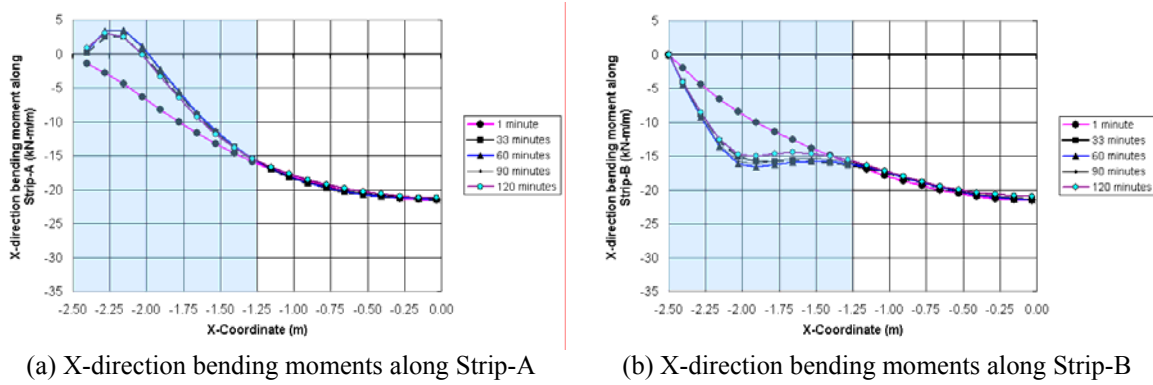 X-direction bending moment along
Strip-A (kN-m/m)
5
0
-5
-10
-15
-20
-25
-30
-35
-2.50 -2.25 -2.00 -1.75 -1.50 -1.25 -1.00 -0.75 -0.50 -0.25 0.00
X-Coordinate (m)
1 minute
33 minutes
60 minutes
90 minutes
120 minutes
(a) X-direction bending moments along Strip-A
X-direction bending moment along
Strip-B (kN-m/m)
5
0
-5
-10
-15
-20
-25
-30
-35
-2.50 -2.25 -2.00 -1.75 -1.50 -1.25 -1.00 -0.75 -0.50 -0.25 0.00
X-Coordinate (m)
1 minute
33 minutes
60 minutes
90 minutes
120 minutes
(b) X-direction bending moments along Strip-B